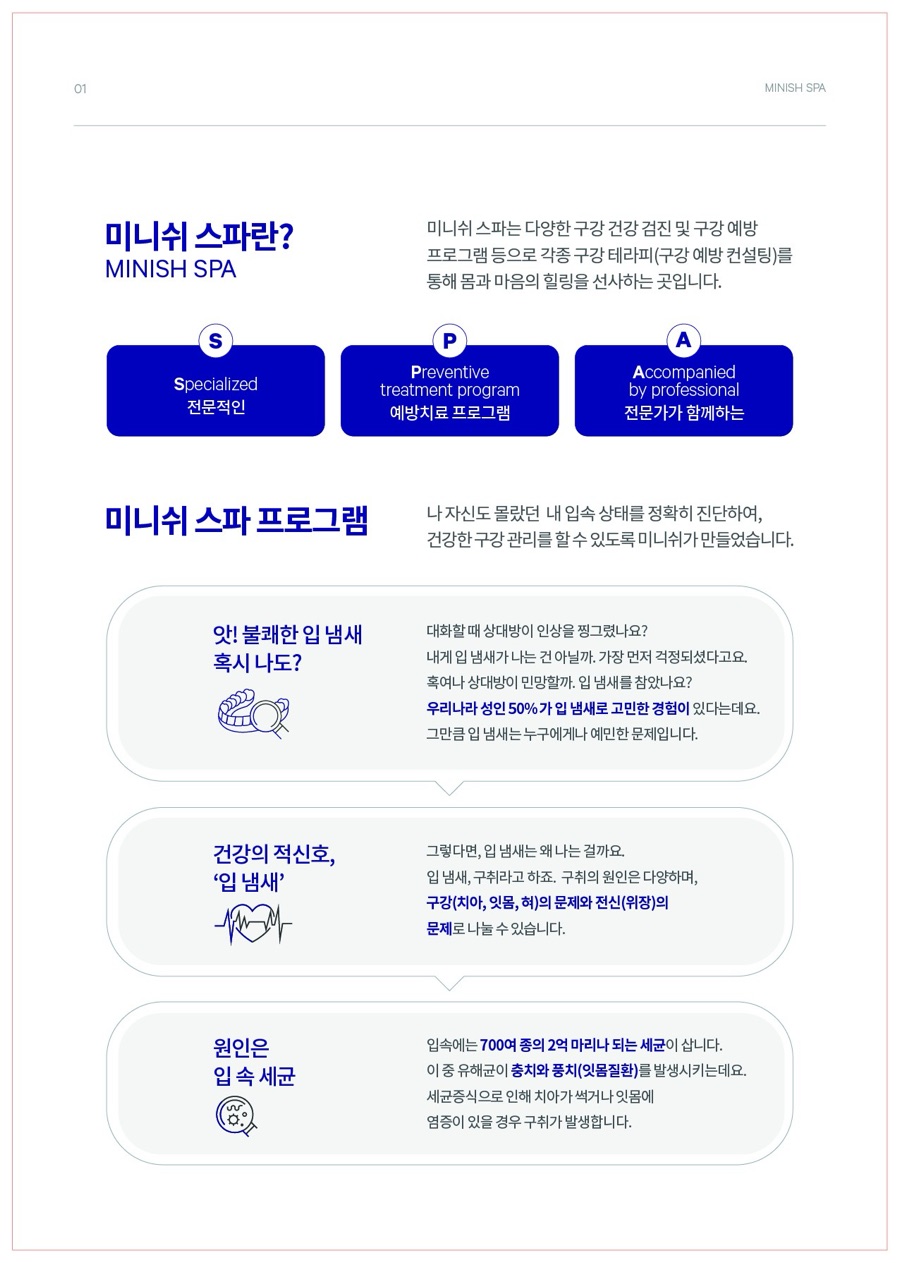 01
MINISH SPA
미니쉬 스파란?
MINISH SPA
미니쉬 스파는 다양한 구강 건강 검진 및 구강 예방
프로그램 등으로 각종 구강 테라피(구강 예방 컨설팅)를
통해 몸과 마음의 힐링을 선사하는 곳입니다.
S
Specialized
전문적인
P
Preventive
treatment program
예방치료 프로그램
A
Accompanied
by professional
전문가가 함께하는
미니쉬 스파 프로그램
나 자신도 몰랐던 내 입속 상태를 정확히 진단하여,
건강한 구강 관리를 할 수 있도록 미니쉬가 만들었습니다.
앗! 불쾌한 입 냄새
혹시 나도?
대화할 때 상대방이 인상을 찡그렸나요?
내게 입 냄새가 나는 건 아닐까. 가장 먼저 걱정되셨다고요.
혹여나 상대방이 민망할까. 입 냄새를 참았나요?
우리나라 성인 50%가 입 냄새로 고민한 경험이 있다는데요.
그만큼 입 냄새는 누구에게나 예민한 문제입니다.
건강의 적신호,
‘입 냄새’
그렇다면, 입 냄새는 왜 나는 걸까요.
입 냄새, 구취라고 하죠. 구취의 원인은 다양하며,
구강(치아, 잇몸, 혀)의 문제와 전신(위장)의
문제로 나눌 수 있습니다.
원인은
입 속 세균
입속에는 700여 종의 2억 마리나 되는 세균이 삽니다.
이 중 유해균이 충치와 풍치(잇몸질환)를 발생시키는데요.
세균증식으로 인해 치아가 썩거나 잇몸에
염증이 있을 경우 구취가 발생합니다.